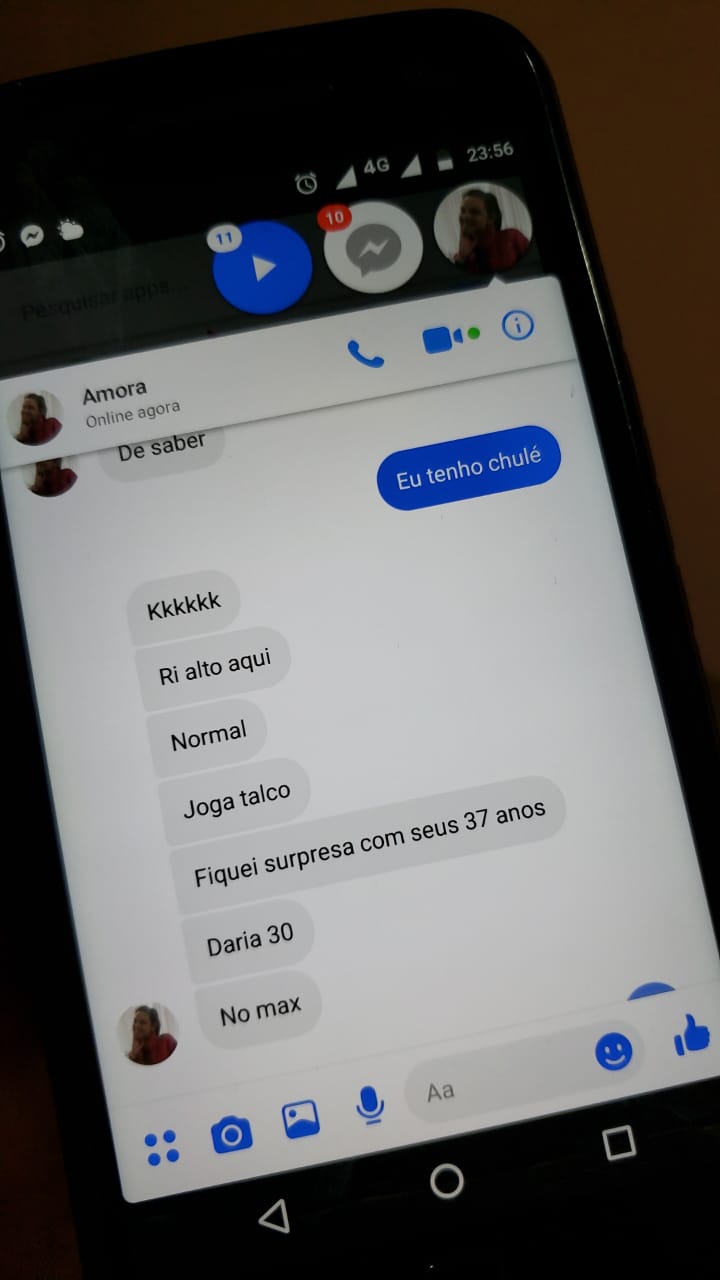 4G 23:56
11
10
Pesquisar apps...
Amora
Online agora
De saber
Eu tenho chulé
Kkkkkk
Ri alto aqui
Normal
Joga talco
Fiquei surpresa com seus 37 anos
Daria 30
No max
Aa